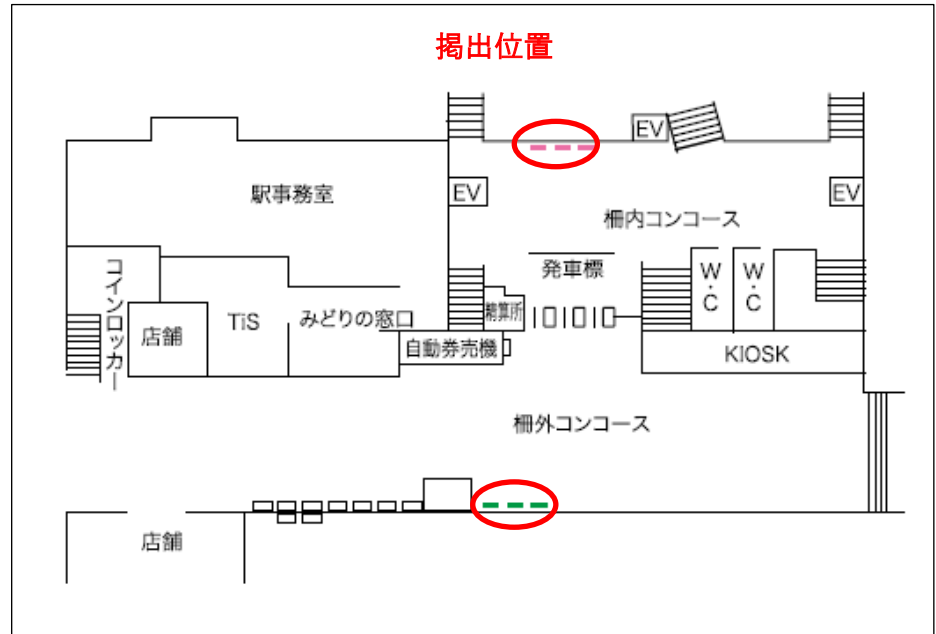 掲出位置
EV
駅事務室
EV
EV
柵内コンコース
発車標
W・C
W・C
コインロッカー
精算所
店舗
TiS
みどりの窓口
自動券売機
KIOSK
柵外コンコース
店舗